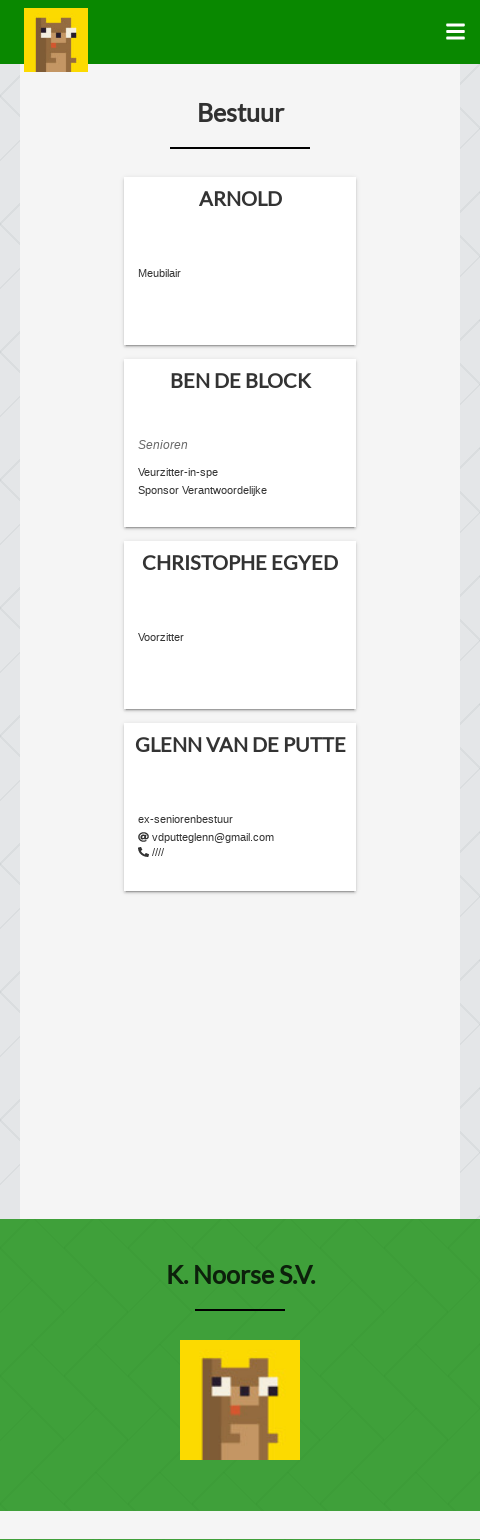 Bestuur
ARNOLD
Meubilair
BEN DE BLOCK
Senioren
Veurzitter-in-spe
Sponsor Verantwoordelijke
CHRISTOPHE EGYED
Voorzitter
GLENN VAN DE PUTTE
ex-seniorenbestuur
@ vdputteglenn@gmail.com
////
K. Noorse S.V.